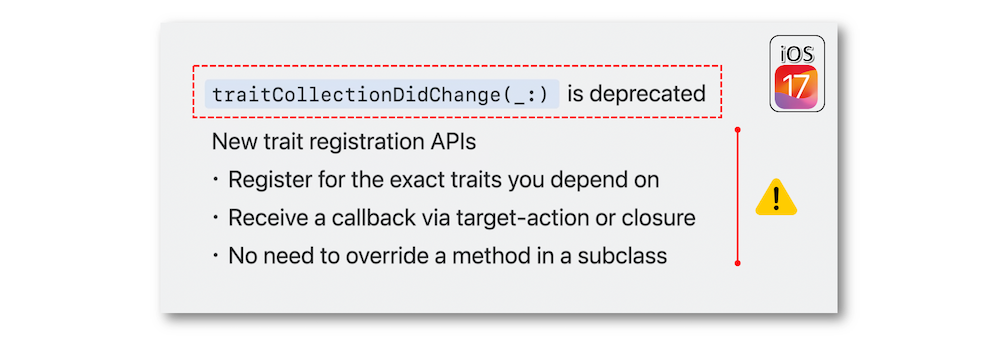 iOS
17
traitCollectionDidChange(_:) is deprecated
New trait registration APIs
• Register for the exact traits you depend on
• Receive a callback via target-action or closure
• No need to override a method in a subclass
!